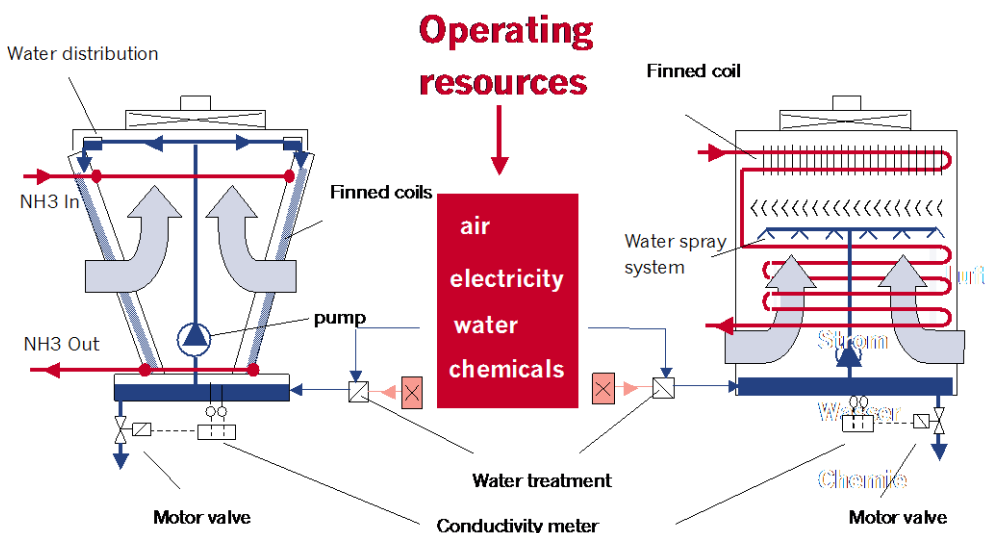 Operating
resources
Water distribution
Finned coil
NH3 In
Finned coils
air
electricity
water
chemicals
Water spray
system
Luft
pump
NH3 Out
Strom
Wasser
Water treatment
Chemie
Motor valve
Conductivity meter
Motor valve